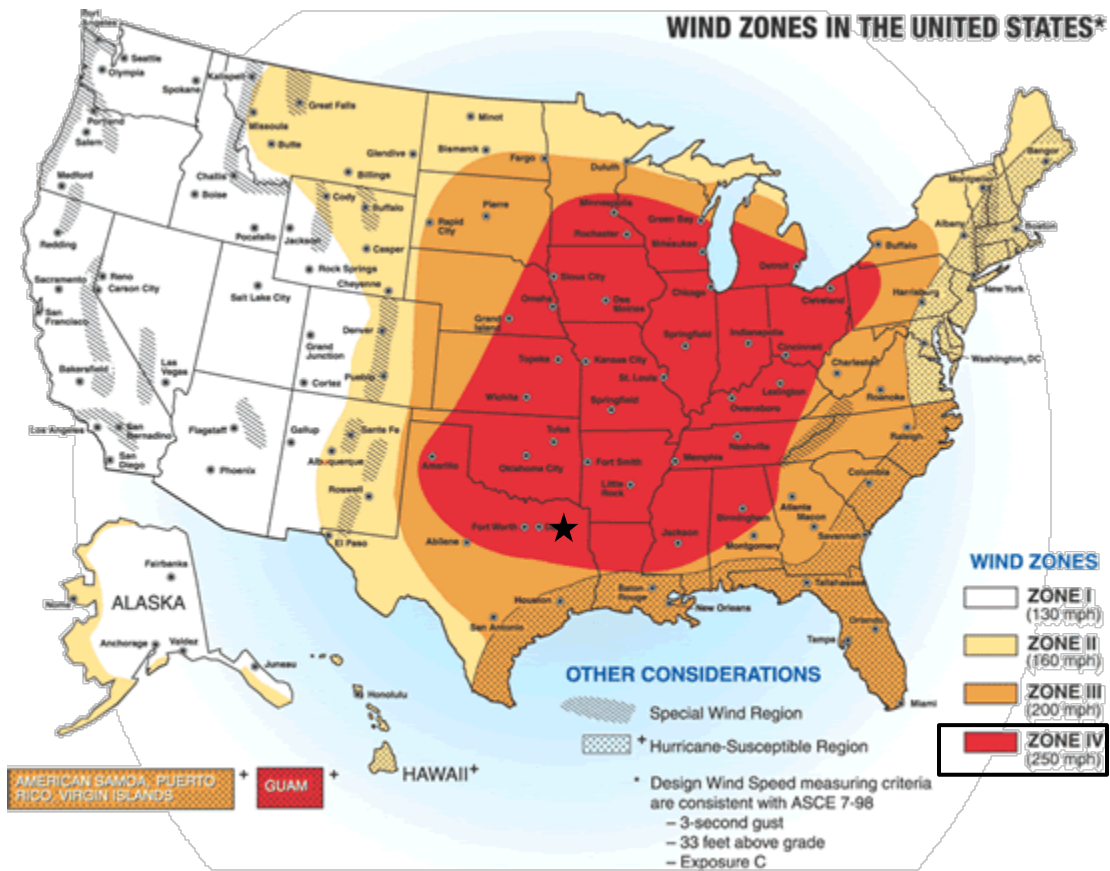 WIND ZONES IN THE UNITED STATES*
Port
Angeles
Seattle
Olympia
Spokane
Kalispell
Great Falls
Missoula
Butte
Glendive
Billings
Minot
Bismarck
Fargo
Duluth
Portland
Salem
Medford
Challis
Boise
Pocatello
Cody
Buffalo
Jackson
Casper
Rock Springs
Cheyenne
Rapid
City
Pierre
Minneapolis
Rochester
Green Bay
Milwaukee
Chicago
Detroit
Cleveland
Buffalo
Albany
Montpelier
Bangor
Boston
New York
Harrisburg
Washington, DC
Redding
Sacramento
San
Francisco
Reno
Carson City
Salt Lake City
Las
Vegas
Bakersfield
Los Angeles
San
Bernadino
San
Diego
Grand
Junction
Cortez
Denver
Pueblo
Grand
Island
Omaha
Sioux City
Des
Moines
Topeka
Kansas City
Wichita
St. Louis
Springfield
Springfield
Indianapolis
Cincinnati
Charleston
Roanoke
Lexington
Owensboro
Nashville
Raleigh
Flagstaff
Phoenix
Gallup
Albuquerque
Santa Fe
Roswell
El Paso
Amarillo
Tulsa
Oklahoma City
Fort Smith
Little
Rock
Memphis
Columbia
Atlanta
Macon
Savannah
Birmingham
Montgomery
Jackson
Fort Worth
Abilene
San Antonio
Houston
Baton
Rouge
New Orleans
Tallahassee
Orlando
Tampa
Miami
Fairbanks
Nome
ALASKA
Anchorage
Valdez
Juneau
Honolulu
HAWAII+
AMERICAN SAMOA, PUERTO
RICO, VIRGIN ISLANDS
+
GUAM
+
OTHER CONSIDERATIONS
Special Wind Region
+ Hurricane-Susceptible Region
* Design Wind Speed measuring criteria
are consistent with ASCE 7-98
– 3-second gust
– 33 feet above grade
– Exposure C
WIND ZONES
ZONE I
(130 mph)
ZONE II
(160 mph)
ZONE III
(200 mph)
ZONE IV
(250 mph)